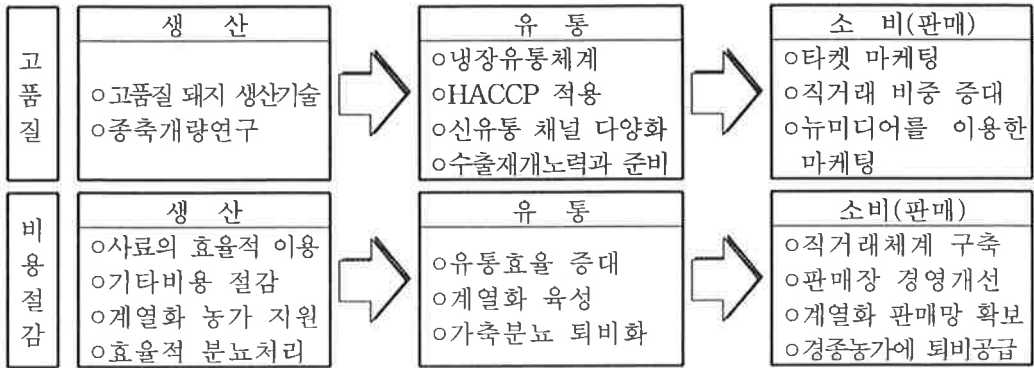 고품질
생 산
○고품질 돼지 생산기술
○종축개량연구
유 통
○냉장유통체계
○HACCP 적용
○신유통 채널 다양화
○수출재개노력과 준비
소 비(판매)
○타켓 마케팅
○직거래 비중 증대
○뉴미디어를 이용한
마케팅
비용절감
생 산
○사료의 효율적 이용
○기타비용 절감
○계열화 농가 지원
○효율적 분뇨처리
유 통
○유통효율 증대
○계열화 육성
○가축분뇨 퇴비화
소비(판매)
○직거래체계 구축
○판매장 경영개선
○계열화 판매망 확보
○경종농가에 퇴비공급